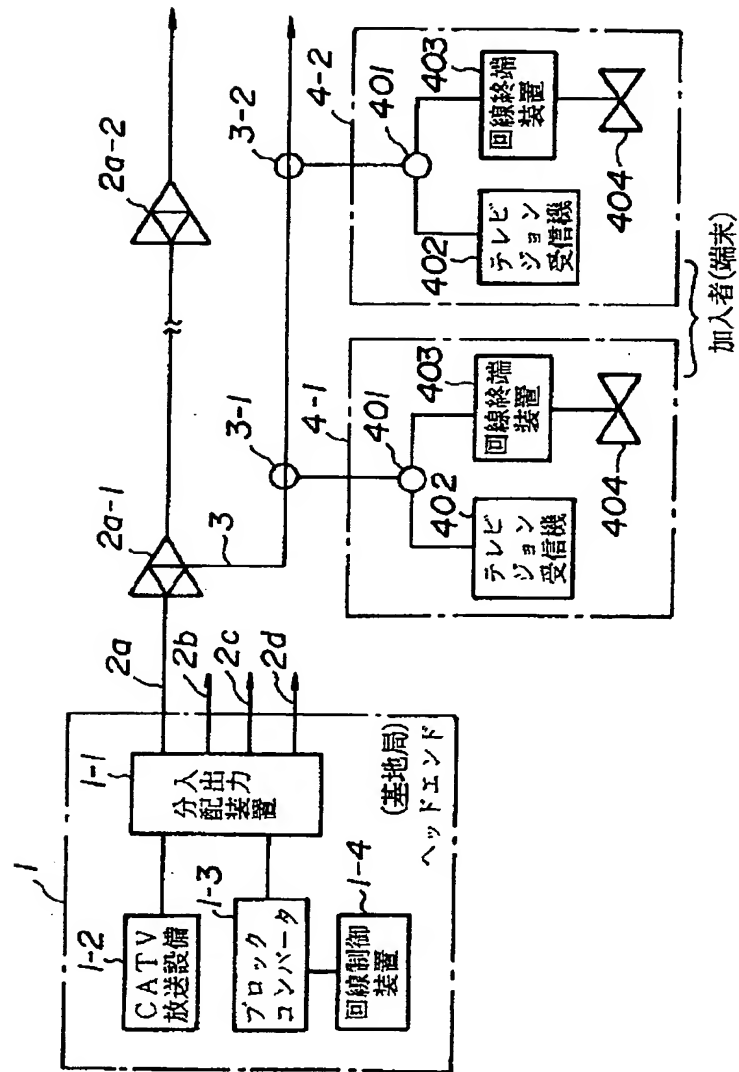 1
1-1
1-2
CATV
放送設備
入出力
分配
装置
1-3
ブロック
コンバータ
1-4
回線制御
装置
(基地局)
ヘッドエンド
2a
2b
2c
2d
2a-1
2a-2
3
3-1
3-2
4-1
401
402
テレビ
ジョン
受信機
403
回線終端
装置
404
4-2
401
402
テレビ
ジョン
受信機
403
回線終端
装置
404
加入者(端末)